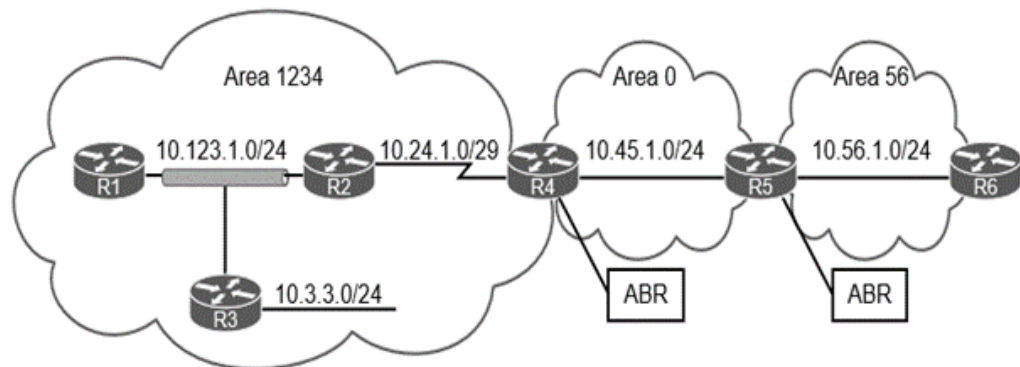 Area 1234
Area 0
Area 56
10.123.1.0/24
10.24.1.0/29
10.45.1.0/24
10.56.1.0/24
R1
R2
R4
R5
R6
10.3.3.0/24
R3
ABR
ABR